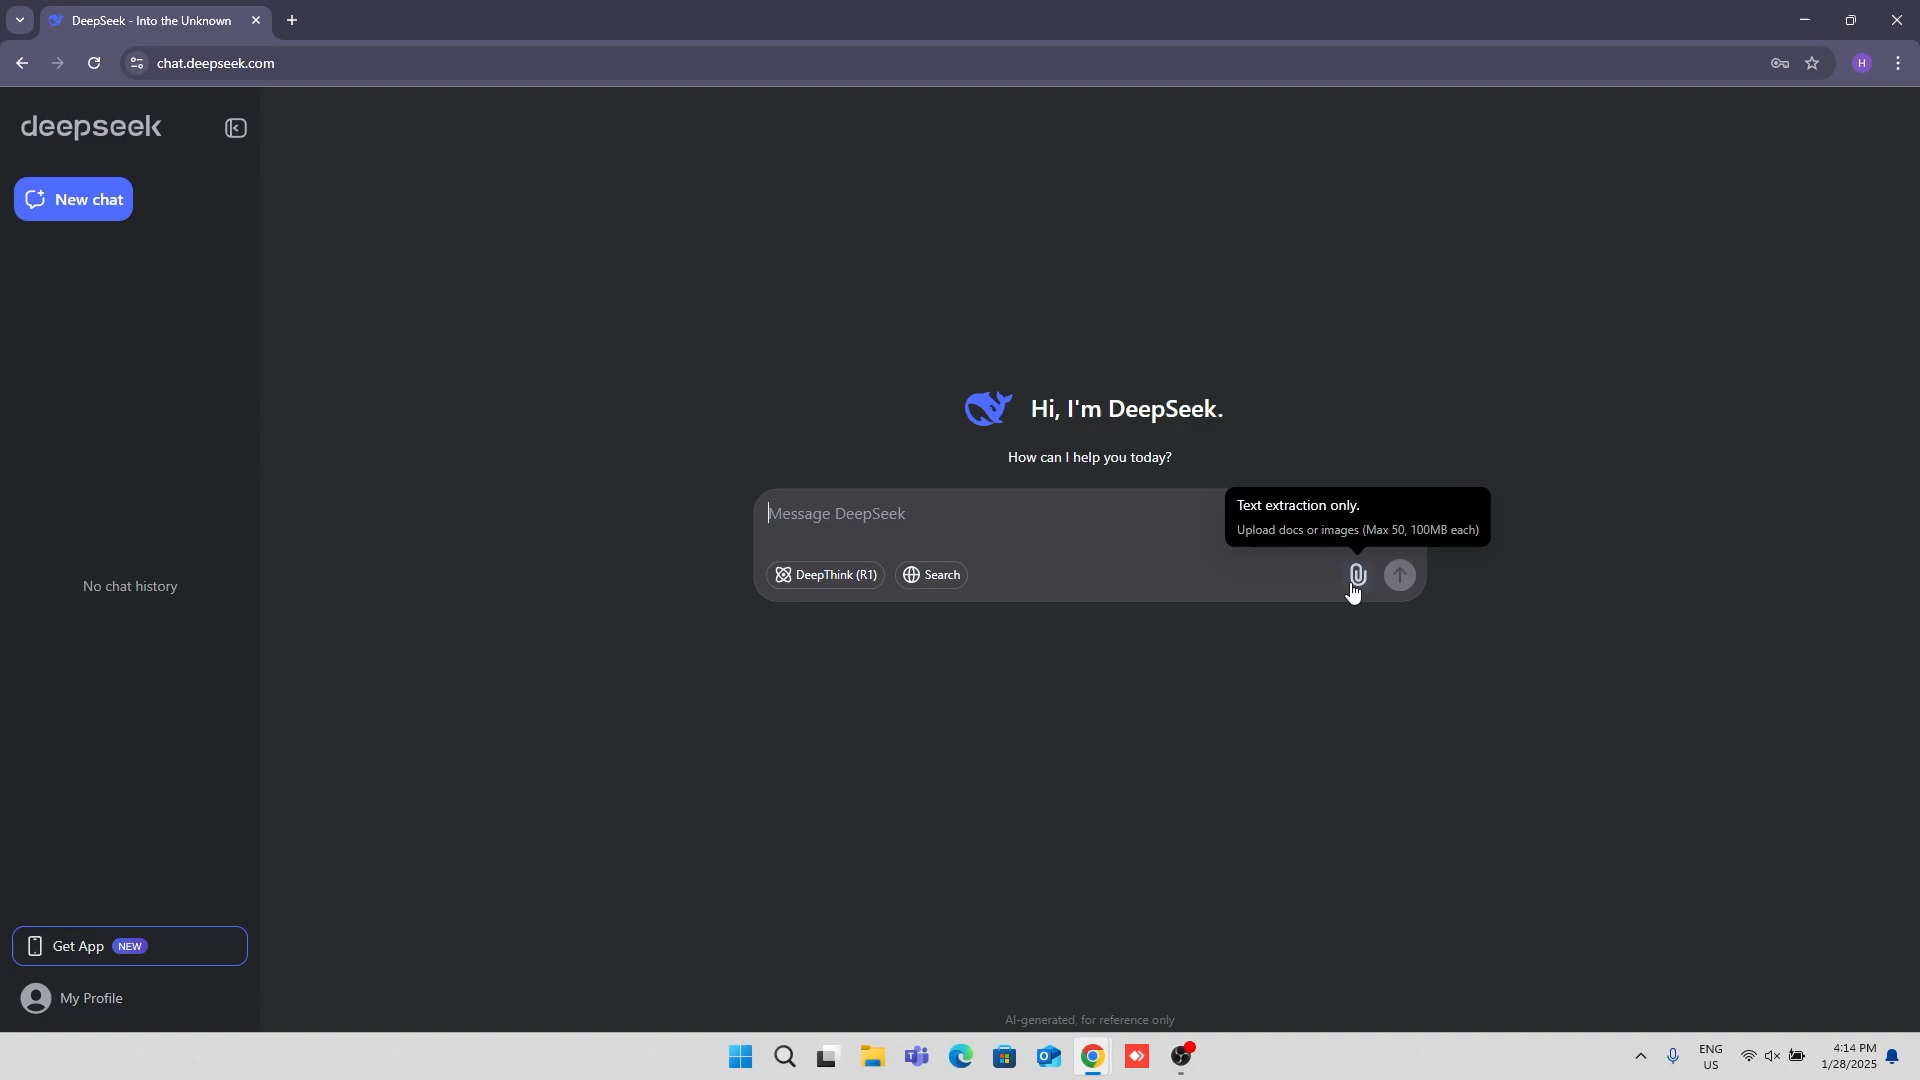 DeepSeek - Into the Unknown
chat.deepseek.com
H
deepseek
New chat
Hi, I'm DeepSeek.
How can I help you today?
Text extraction only.
Upload docs or images (Max 50, 100MB each)
Message DeepSeek
DeepThink (R1)
Search
No chat history
Get App NEW
My Profile
AI-generated, for reference only
ENG
US
4:14 PM
1/28/2025